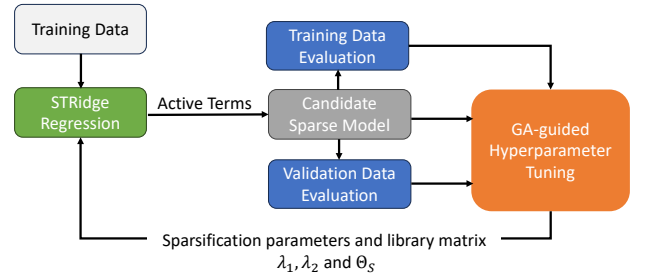 Training Data
STRidge
Regression
Active Terms
Training Data
Evaluation
Candidate
Sparse Model
Validation Data
Evaluation
GA-guided
Hyperparameter
Tuning
Sparsification parameters and library matrix
λ₁, λ₂ and Θ_S